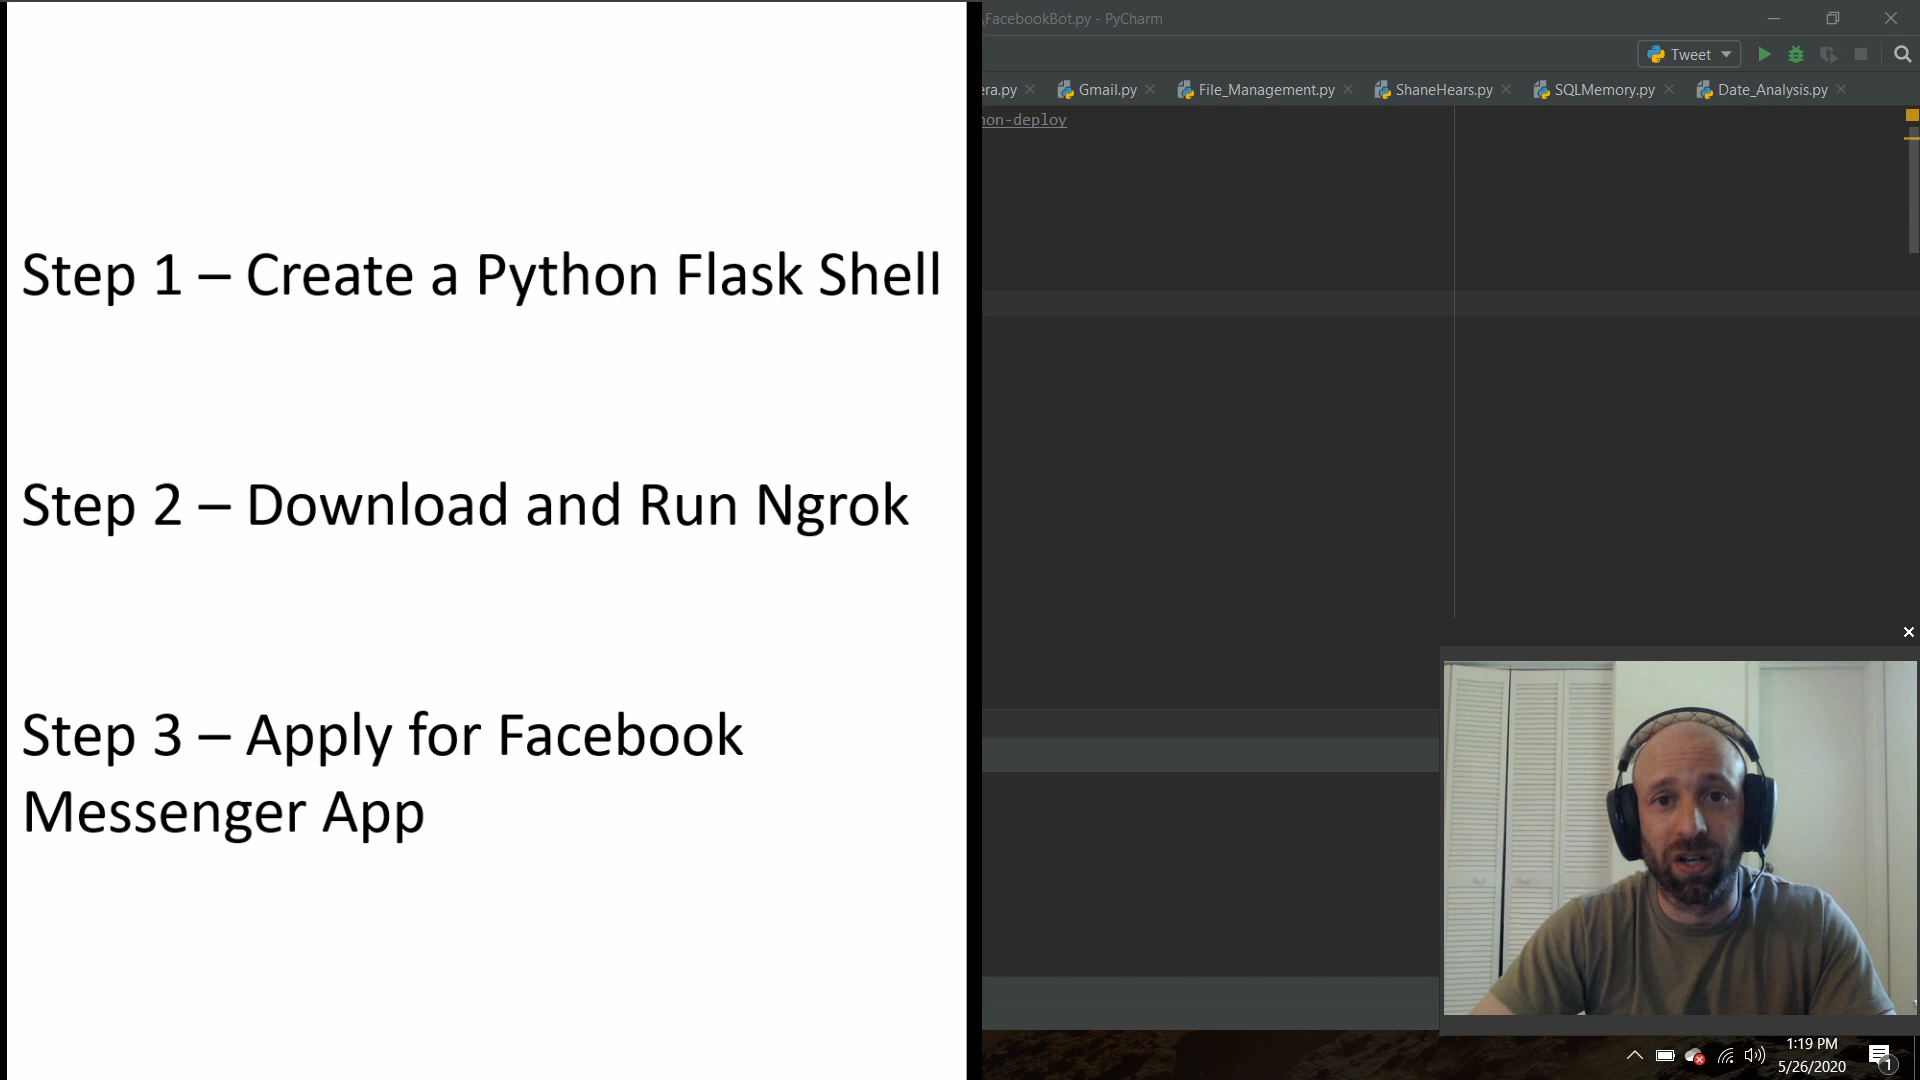 Step 1 – Create a Python Flask Shell
Step 2 – Download and Run Ngrok
Step 3 – Apply for Facebook
Messenger App
\FacebookBot.py - PyCharm
Tweet
era.py
Gmail.py
File_Management.py
ShaneHears.py
SQLMemory.py
Date_Analysis.py
hon-deploy
1:19 PM
5/26/2020
1